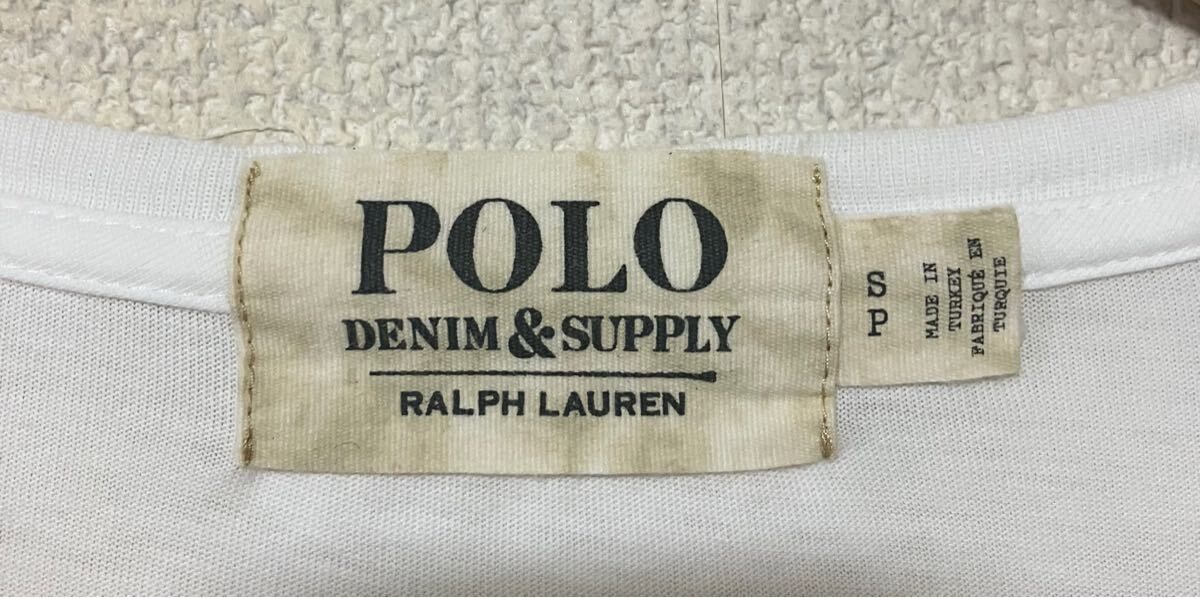 POLO
DENIM & SUPPLY
RALPH LAUREN
S
P
MADE IN
TURKEY
FABRIQUÉ EN
TURQUIE